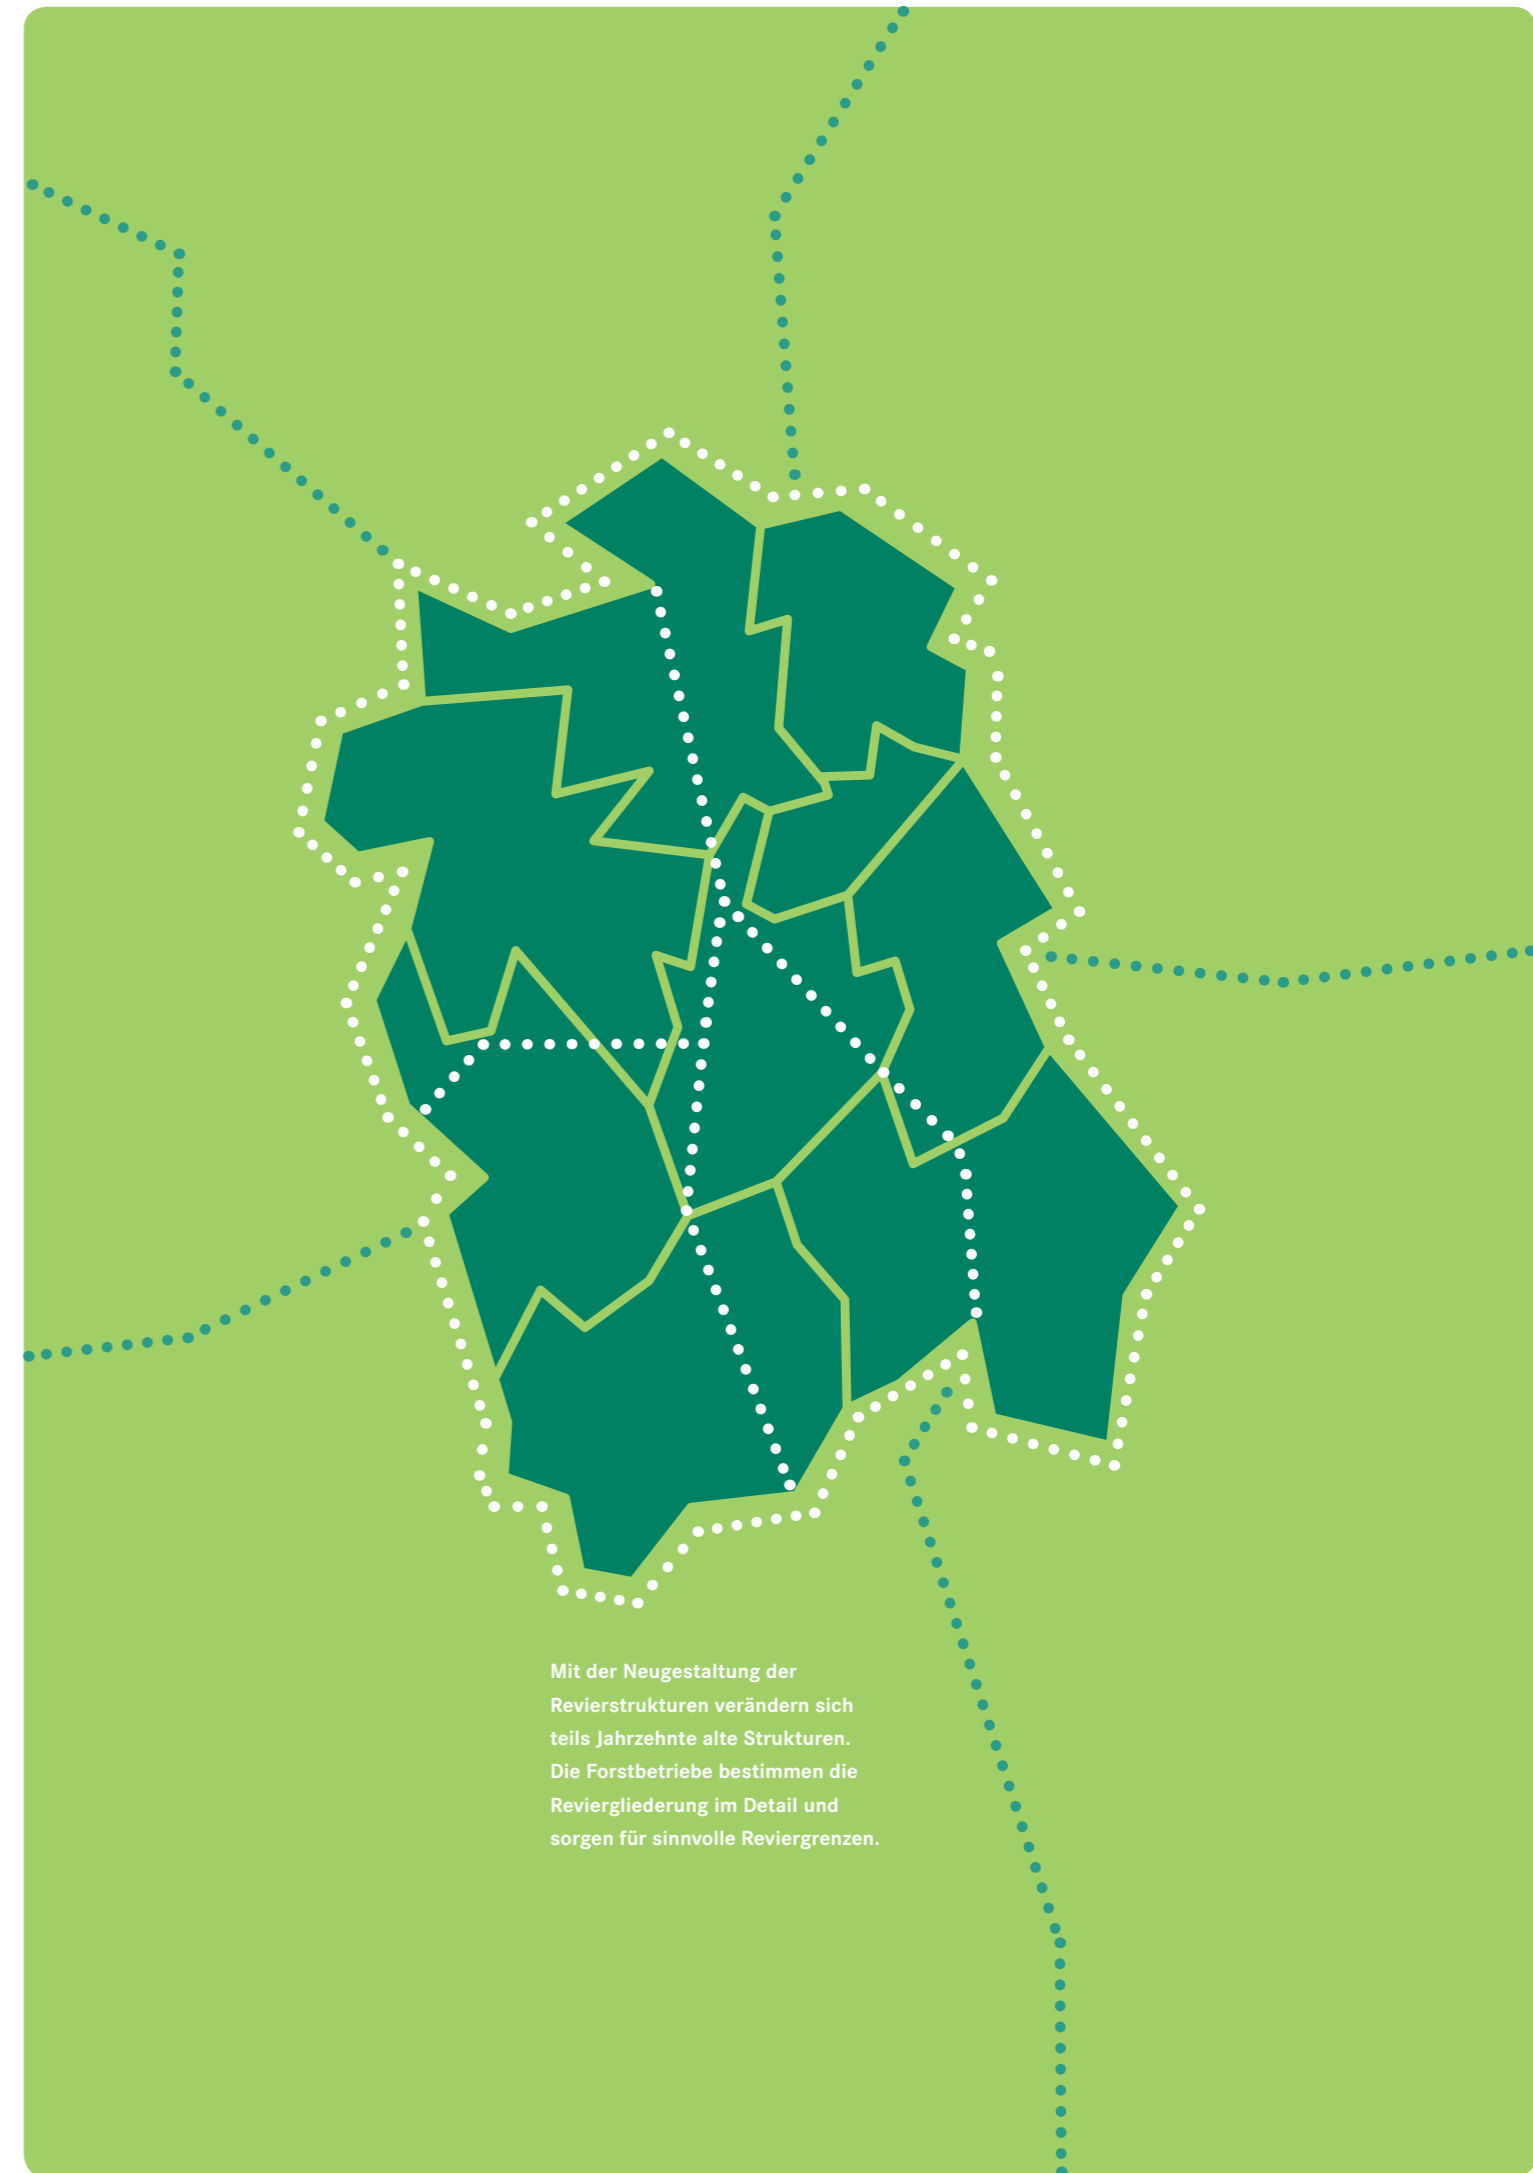 Mit der Neugestaltung der
Revierstrukturen verändern sich
teils Jahrzehnte alte Strukturen.
Die Forstbetriebe bestimmen die
Reviergliederung im Detail und
sorgen für sinnvolle Reviergrenzen.